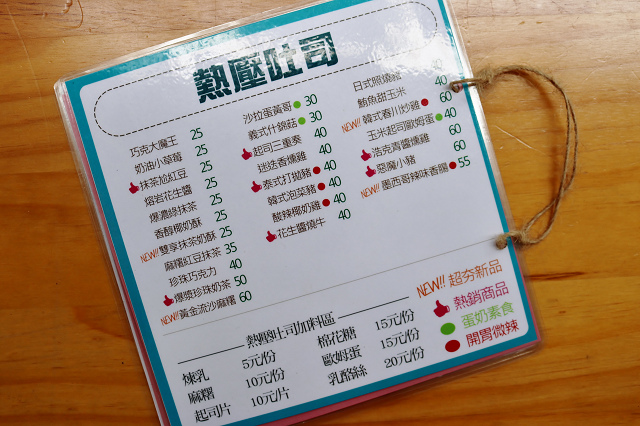 熱壓吐司
巧克大魔王 25
奶油小草莓 25
抹茶尬紅豆 25
熔岩花生醬 25
爆濃綠抹茶 25
香醇椰奶酥 25
NEW!! 雙享抹茶奶酥 25
麻糬紅豆抹茶 35
珍珠巧克力 40
爆漿珍珠奶茶 50
NEW!! 黃金流沙麻糬 60
沙拉蛋黃哥 30
義式什錦菇 30
起司三重奏 40
迷迭香燻雞 40
泰式打拋豬 40
韓式泡菜豬 40
酸辣椰奶雞 40
花生醬燒牛 40
日式照燒 40
鮪魚甜玉米 40
NEW!! 韓式春川炒雞 60
玉米起司歐姆蛋 40
浩克青醬燻雞 60
惡魔小豬 60
NEW!! 墨西哥辣味香腸 55
熱壓吐司加料區
煉乳 5元/份
麻糬 10元/份
起司片 10元/片
棉花糖 15元/份
歐姆蛋 15元/份
乳酪絲 20元/份
NEW!! 超夯新品
熱銷商品
蛋奶素食
開胃微辣